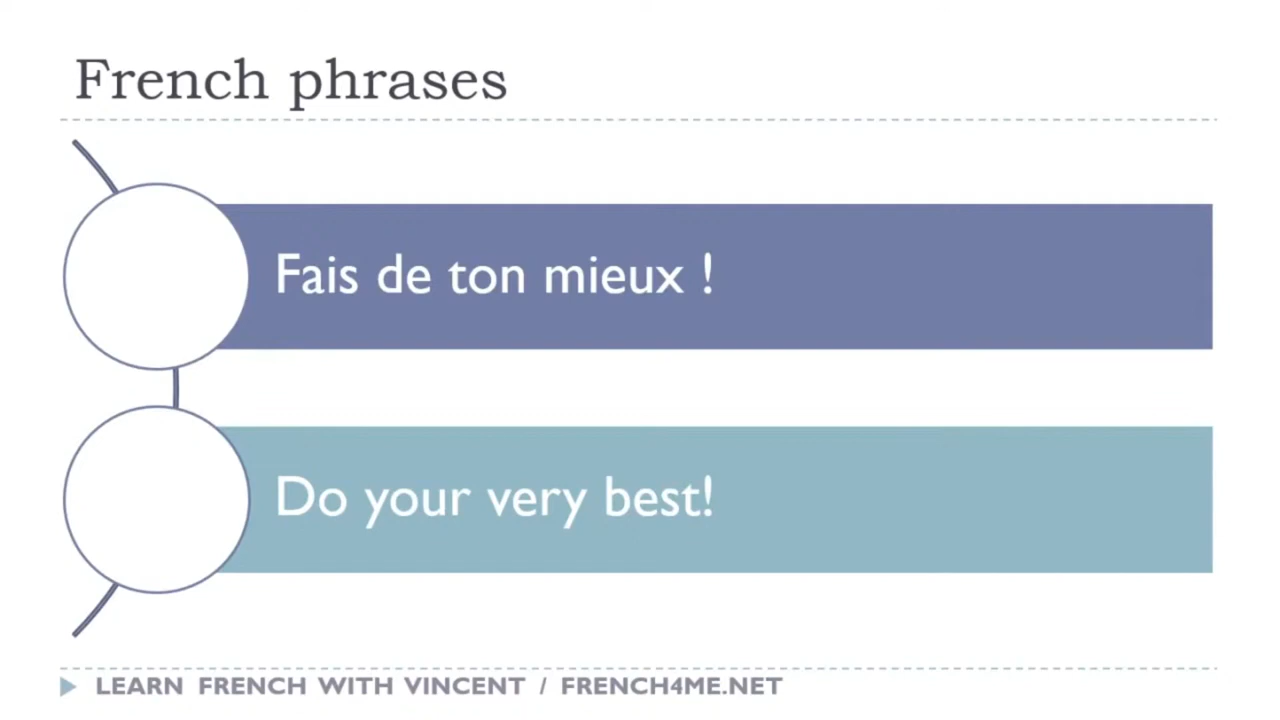 French phrases
Fais de ton mieux !
Do your very best!
LEARN FRENCH WITH VINCENT / FRENCH4ME.NET